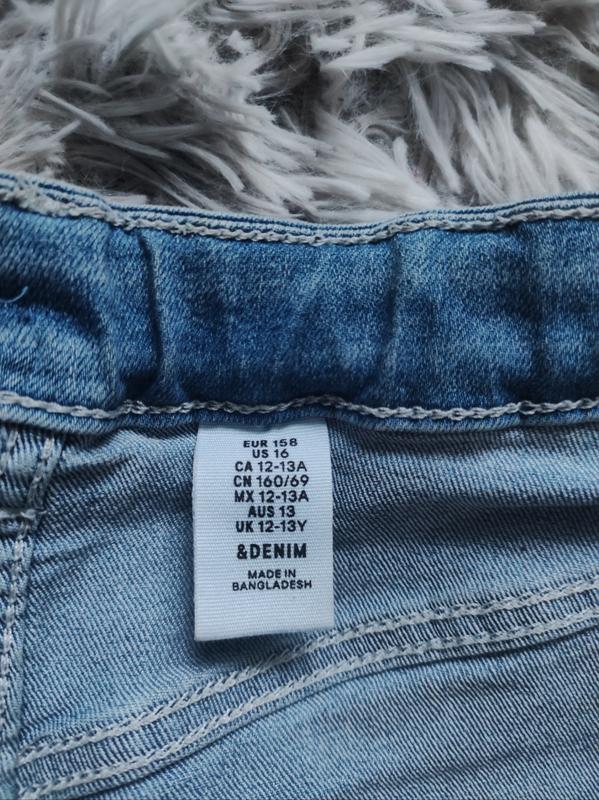 EUR 158
US 16
CA 12-13A
CN 160/69
MX 12-13A
AUS 13
UK 12-13Y
&DENIM
MADE IN
BANGLADESH